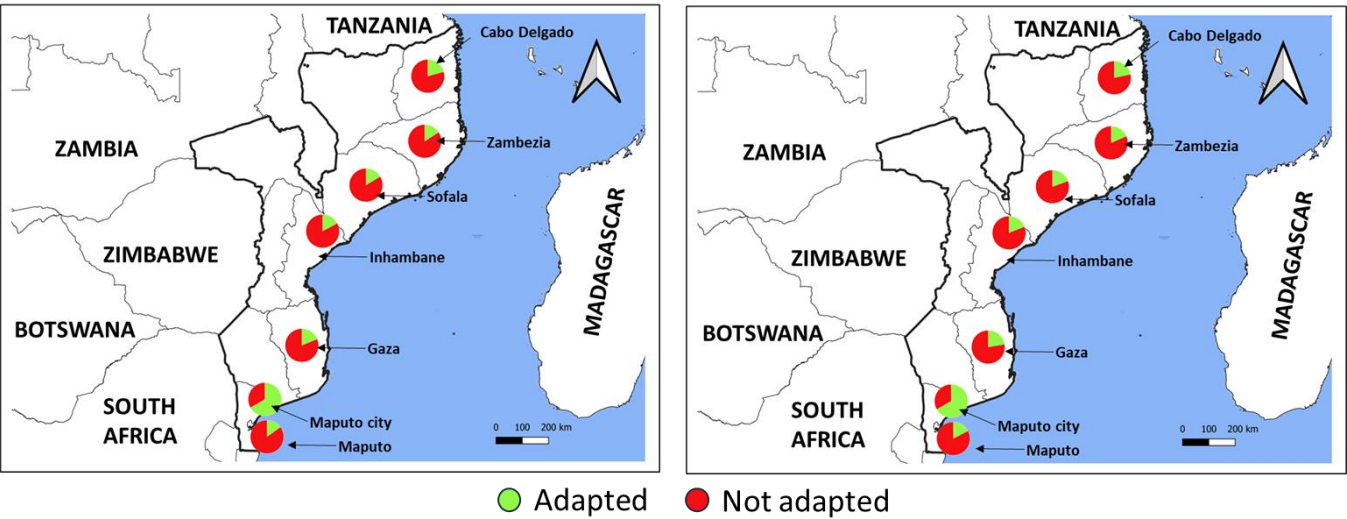 TANZANIA
Cabo Delgado
ZAMBIA
Zambezia
Sofala
ZIMBABWE
Inhambane
MADAGASCAR
BOTSWANA
Gaza
SOUTH
AFRICA
Maputo city
Maputo
0 100 200 km
TANZANIA
Cabo Delgado
ZAMBIA
Zambezia
Sofala
ZIMBABWE
Inhambane
MADAGASCAR
BOTSWANA
Gaza
SOUTH
AFRICA
Maputo city
Maputo
0 100 200 km
Adapted Not adapted